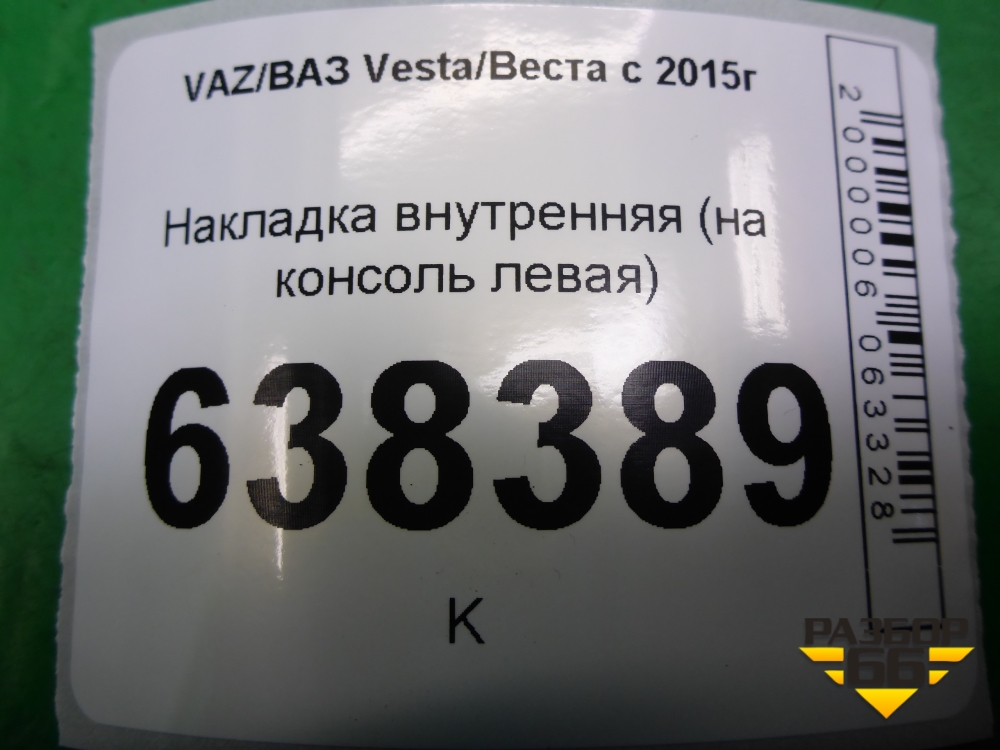 VAZ/ВАЗ Vesta/Веста с 2015г
Накладка внутренняя (на
консоль левая)
638389
К
2000006063328
РАЗБОР
66